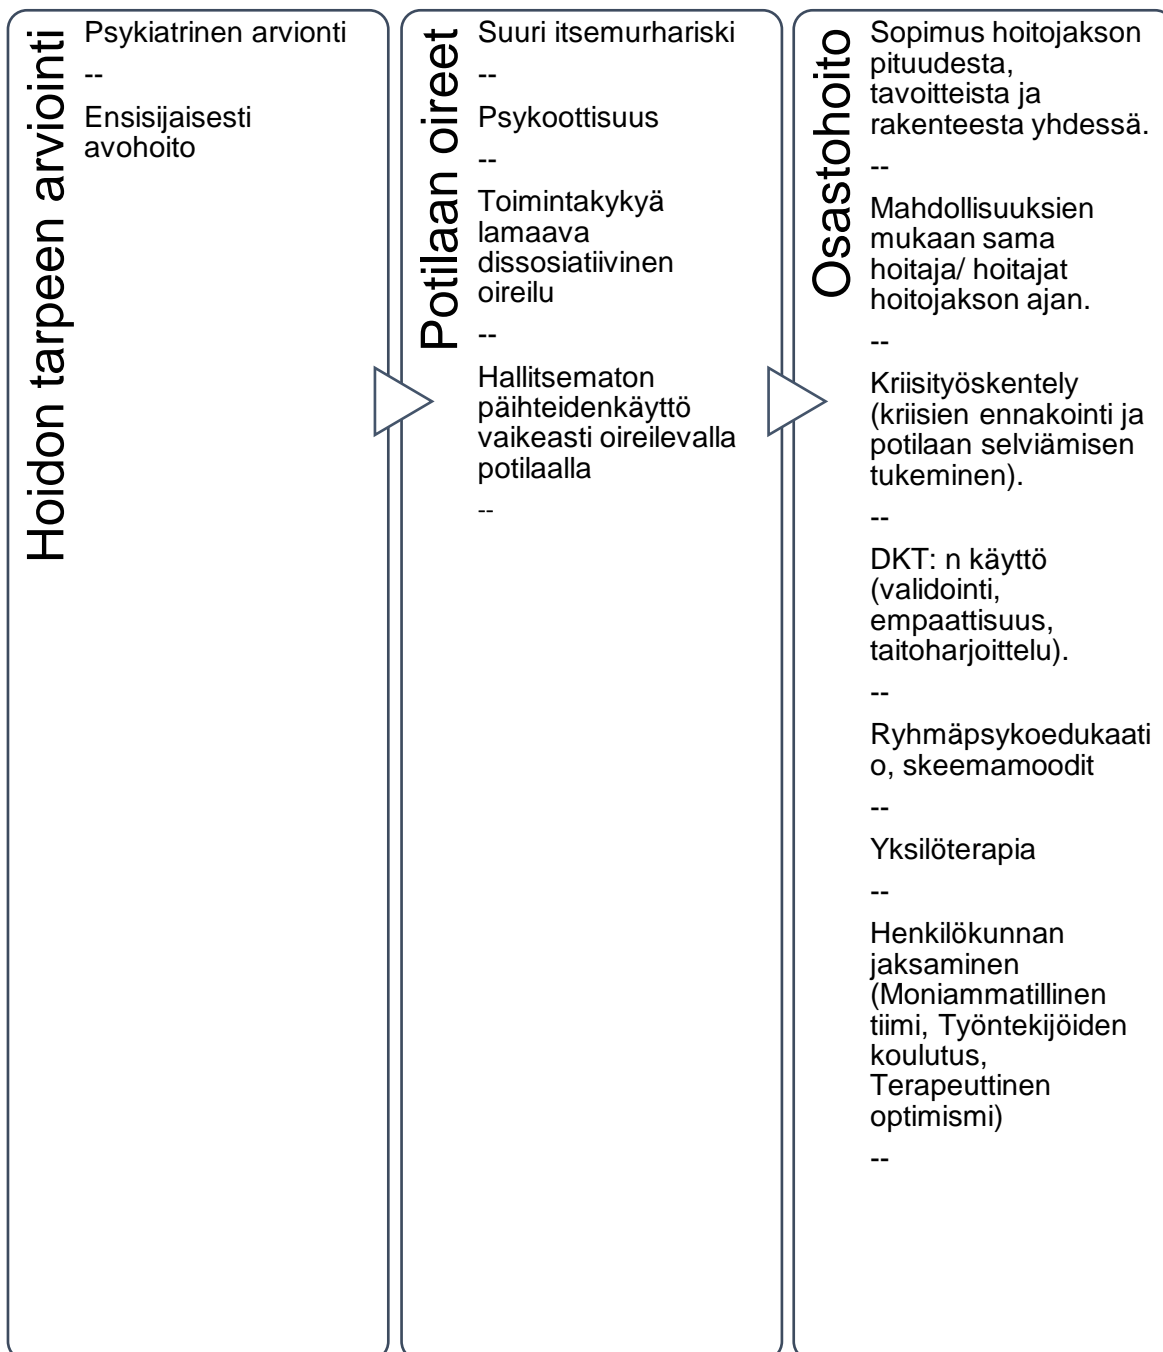 Hoidon tarpeen arviointi
Psykiatrinen arvionti
--
Ensisijaisesti
avohoito
Potilaan oireet
Suuri itsemurhariski
--
Psykoottisuus
--
Toimintakykyä
lamaava
dissosiatiivinen
oireilu
--
Hallitsematon
päihteidenkäyttö
vaikeasti oireilevalla
potilaalla
--
Osastohoito
Sopimus hoitojakson
pituudesta,
tavoitteista ja
rakenteesta yhdessä.
--
Mahdollisuuksien
mukaan sama
hoitaja/ hoitajat
hoitojakson ajan.
--
Kriisityöskentely
(kriisien ennakointi ja
potilaan selviämisen
tukeminen).
--
DKT: n käyttö
(validointi,
empaattisuus,
taitoharjoittelu).
--
Ryhmäpsykoedukaati
o, skeemamoodit
--
Yksilöterapia
--
Henkilökunnan
jaksaminen
(Moniammatillinen
tiimi, Työntekijöiden
koulutus,
Terapeuttinen
optimismi)
--